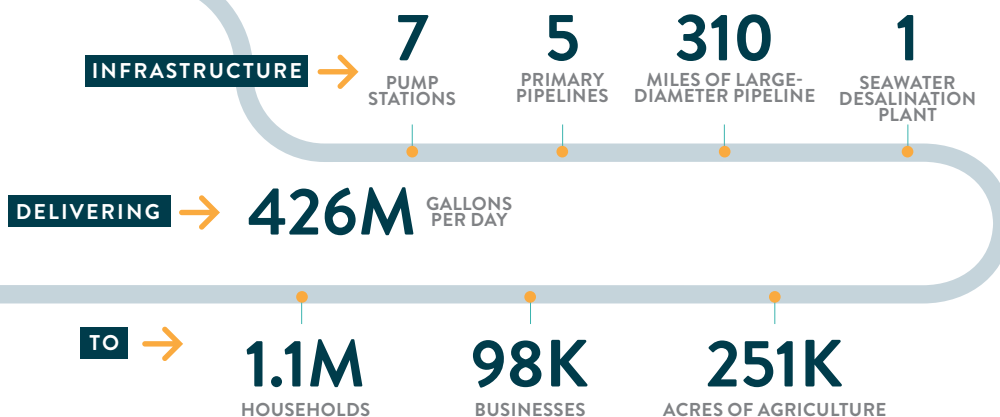 INFRASTRUCTURE
7
PUMP
STATIONS
5
PRIMARY
PIPELINES
310
MILES OF LARGE-
DIAMETER PIPELINE
1
SEAWATER
DESALINATION
PLANT
DELIVERING
426M
GALLONS
PER DAY
TO
1.1M
HOUSEHOLDS
98K
BUSINESSES
251K
ACRES OF AGRICULTURE